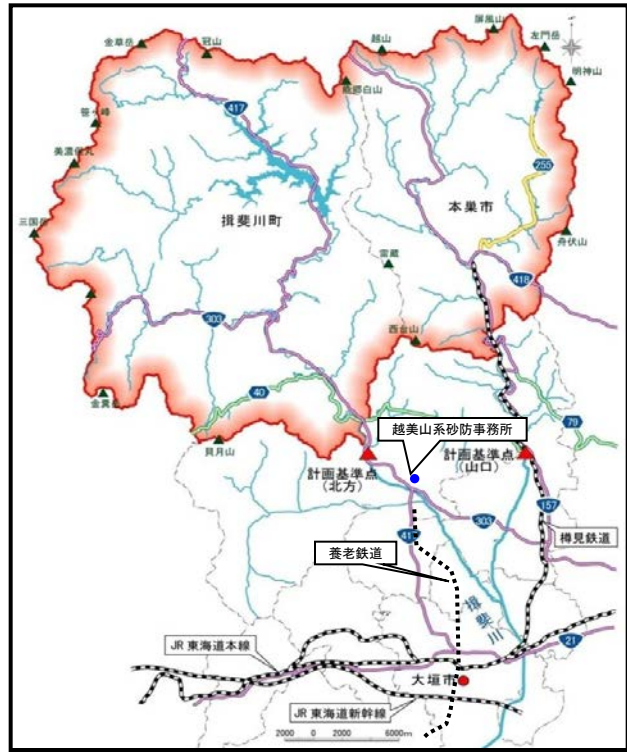 屏風山
左門岳
金草岳
冠山
越山
能郷白山
明神山
笹ヶ峰
417
美濃俣丸
255
三国岳
揖斐川町
本巣市
舟伏山
雷蔵
418
303
西台山
金糞岳
40
越美山系砂防事務所
79
貝月山
計画基準点
(北方)
計画基準点
(山口)
157
303
樽見鉄道
養老鉄道
揖斐川
21
JR 東海道本線
大垣市
JR 東海道新幹線
2000 0 2000 6000m